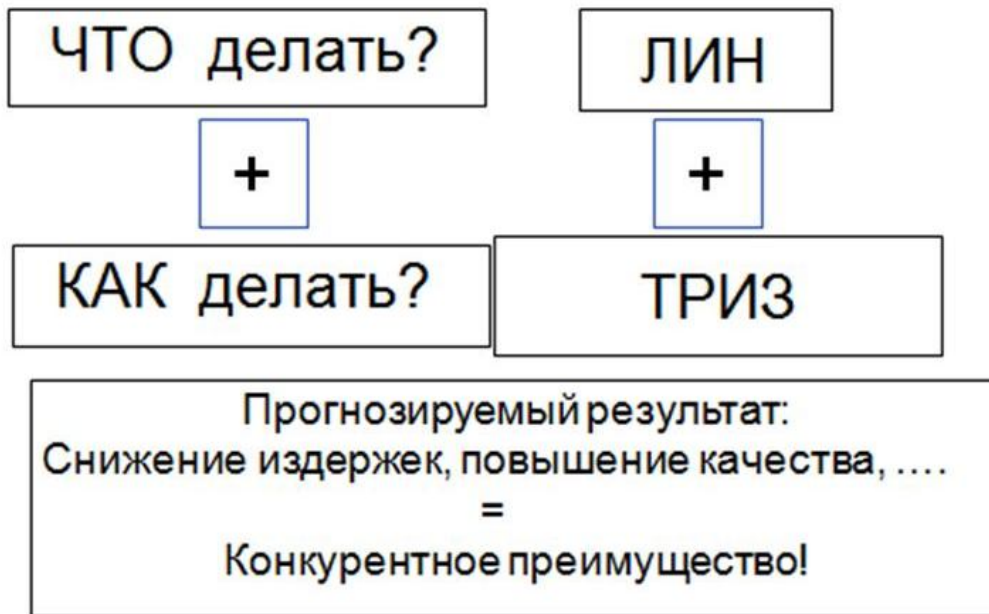 ЧТО делать?
ЛИН
+
+
КАК делать?
ТРИЗ
Прогнозируемый результат:
Снижение издержек, повышение качества, ....
=
Конкурентное преимущество!